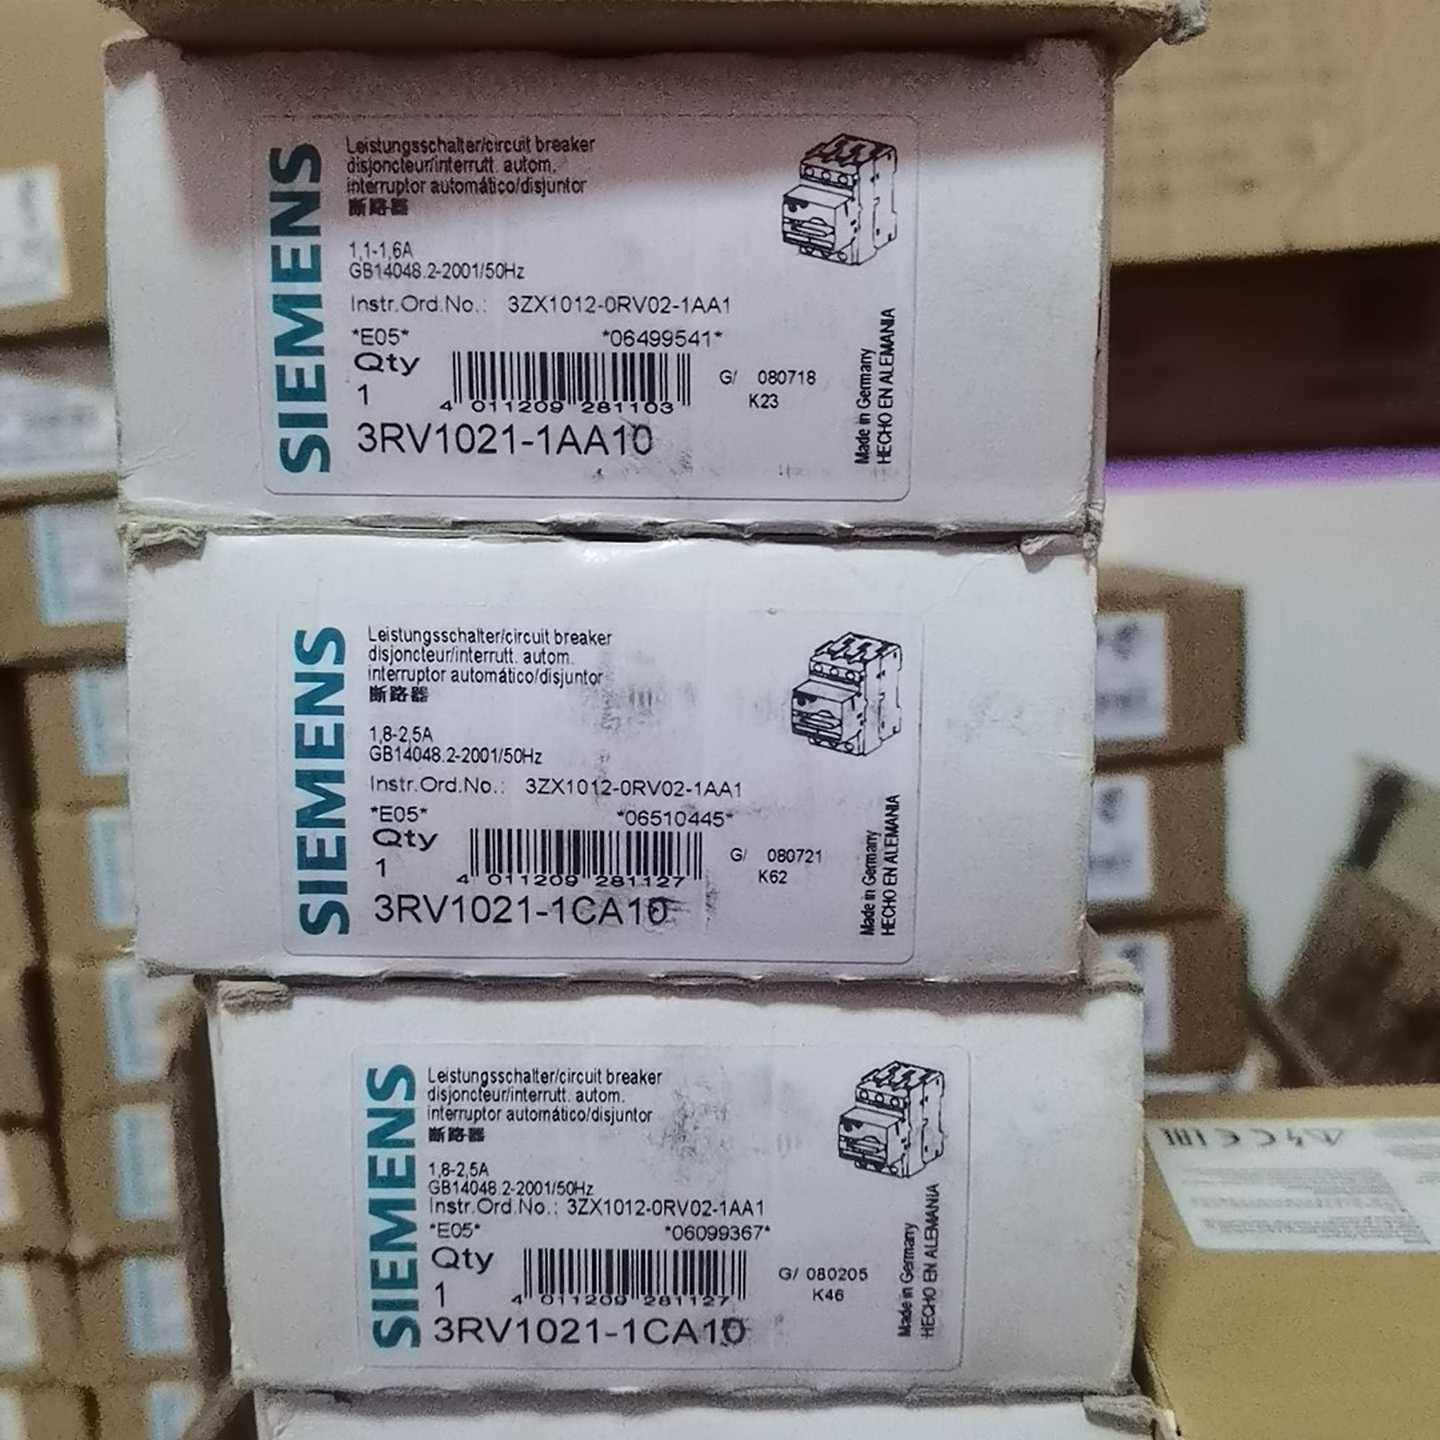 SIEMENS
Leistungsschalter/circuit breaker
disjoncteur/interrutt. autom.
interruptor automático/disjuntor
断路器
1,1-1,6A
GB14048.2-2001/50Hz
Instr.Ord.No.: 3ZX1012-0RV02-1AA1
*E05* *06499541*
Qty
1
4 011209 281103
G/ 080718
K23
3RV1021-1AA10
Made in Germany
HECHO EN ALEMANIA
SIEMENS
Leistungsschalter/circuit breaker
disjoncteur/interrutt. autom.
interruptor automático/disjuntor
断路器
1,8-2,5A
GB14048.2-2001/50Hz
Instr.Ord.No.: 3ZX1012-0RV02-1AA1
*E05* *06510445*
Qty
1
4 011209 281127
G/ 080721
K62
3RV1021-1CA10
Made in Germany
HECHO EN ALEMANIA
SIEMENS
Leistungsschalter/circuit breaker
disjoncteur/interrutt. autom.
interruptor automático/disjuntor
断路器
1,8-2,5A
GB14048.2-2001/50Hz
Instr.Ord.No.: 3ZX1012-0RV02-1AA1
*E05* *06099367*
Qty
1
4 011209 281127
G/ 080205
K46
3RV1021-1CA10
Made in Germany
HECHO EN ALEMANIA